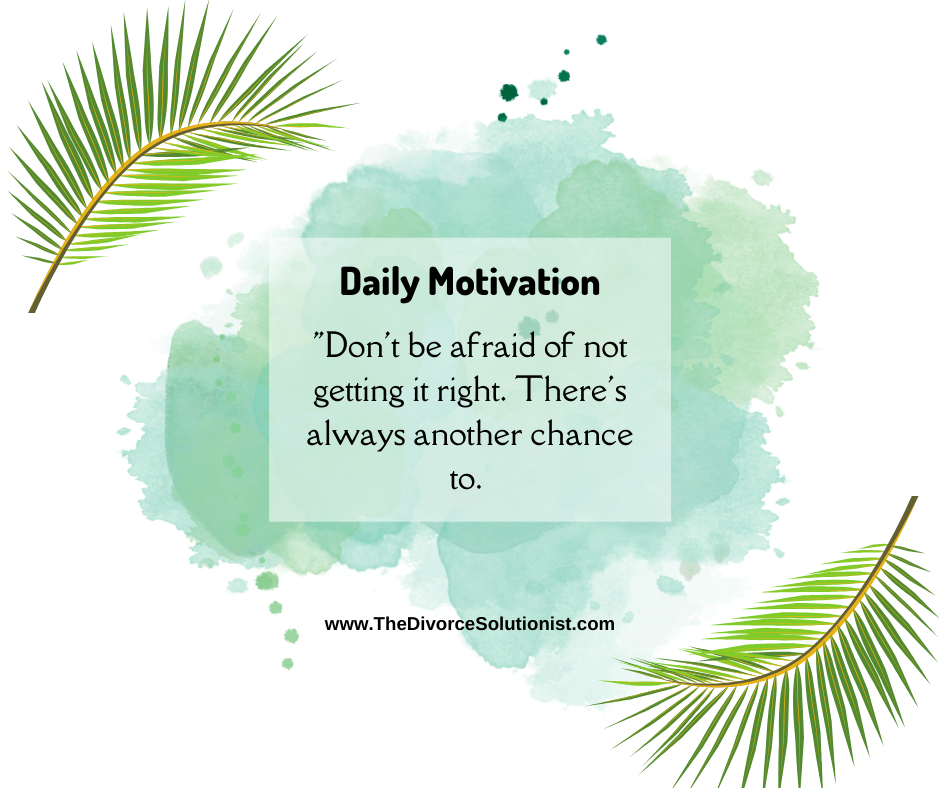 Daily Motivation
"Don't be afraid of not
getting it right. There's
always another chance
to.
www.TheDivorceSolutionist.com